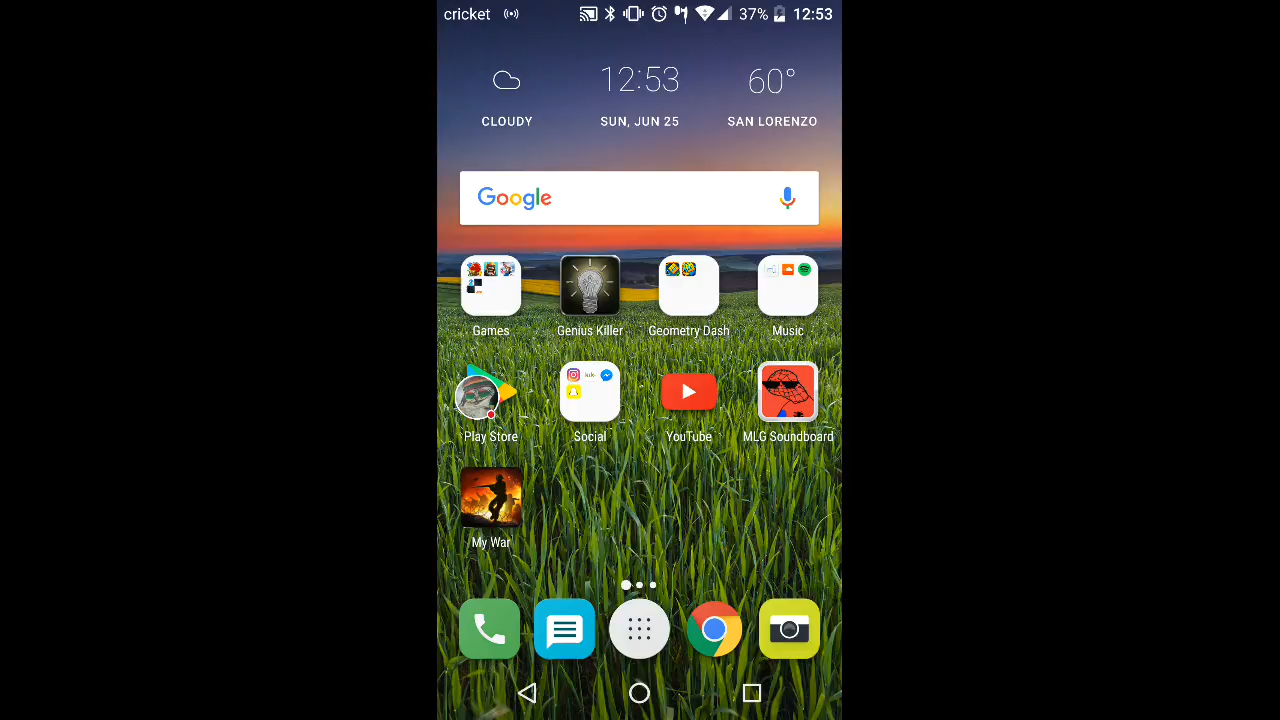 cricket 37% 12:53
12:53 60°
CLOUDY SUN, JUN 25 SAN LORENZO
Google
Games Genius Killer Geometry Dash Music
Play Store Social YouTube MLG Soundboard
My War